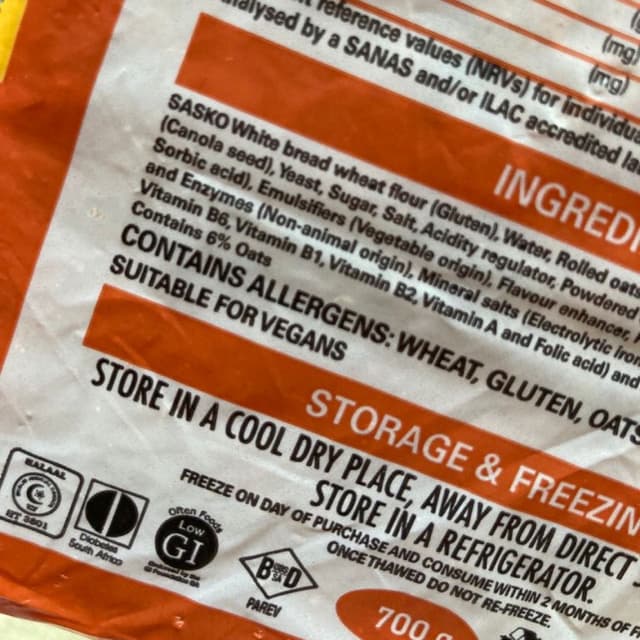 reference values (NRVs) for individu
nalysed by a SANAS and/or ILAC accredited la
(mg)
(mg)
INGREDI
SASKO White bread wheat flour (Gluten), Water, Rolled oats
(Canola seed), Yeast, Sugar, Salt, Acidity regulator, Powdered
Sorbic acid), Emulsifiers (Vegetable origin), Flavour enhancer,
and Enzymes (Non-animal origin), Mineral salts (Electrolytic iron
Vitamin B6, Vitamin B1, Vitamin B2, Vitamin A and Folic acid) and
Contains 6% Oats
CONTAINS ALLERGENS: WHEAT, GLUTEN, OATS
SUITABLE FOR VEGANS
STORAGE & FREEZIN
STORE IN A COOL DRY PLACE, AWAY FROM DIRECT
STORE IN A REFRIGERATOR.
FREEZE ON DAY OF PURCHASE AND CONSUME WITHIN 2 MONTHS OF F
ONCE THAWED DO NOT RE-FREEZE.
HALAAL
Diabetes
South Africa
Often Food
Low
GI
B D
PAREV
700 g